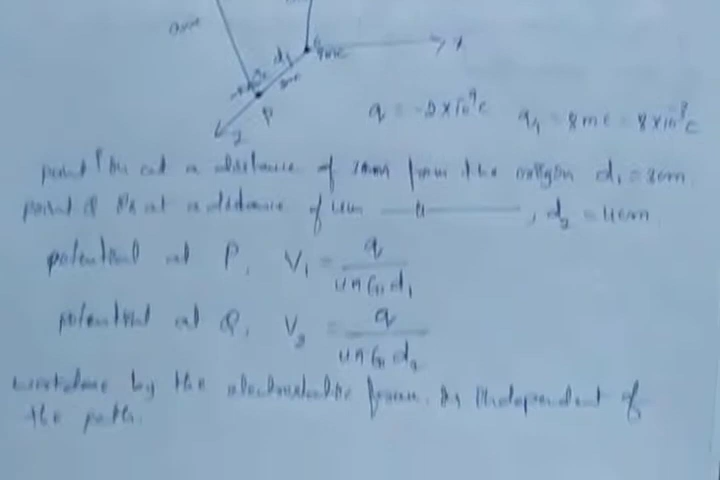 d₁
x
P
z
q = -2×10⁻⁹c q₁ = 8mc = 8×10⁻³c
point P is at a distance of 3cm from the origin d₁ = 3cm
point Q is at a distance of 4cm — 11 —, d₂ = 4cm
potential at P, V₁ = q / 4πε₀d₁
potential at Q, V₂ = q / 4πε₀d₂
workdone by the electrostatic force is independent of
the path.